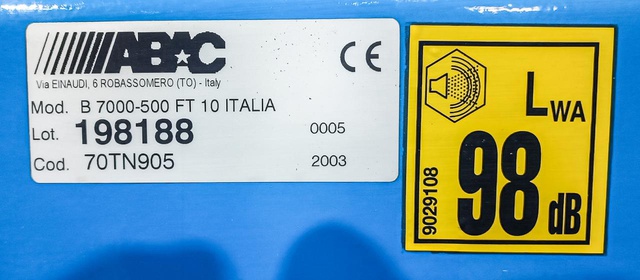 ABAC
Via EINAUDI, 6 ROBASSOMERO (TO) - Italy
CE
Mod. B 7000-500 FT 10 ITALIA
Lot. 198188 0005
Cod. 70TN905 2003
LWA
98 dB
9029108